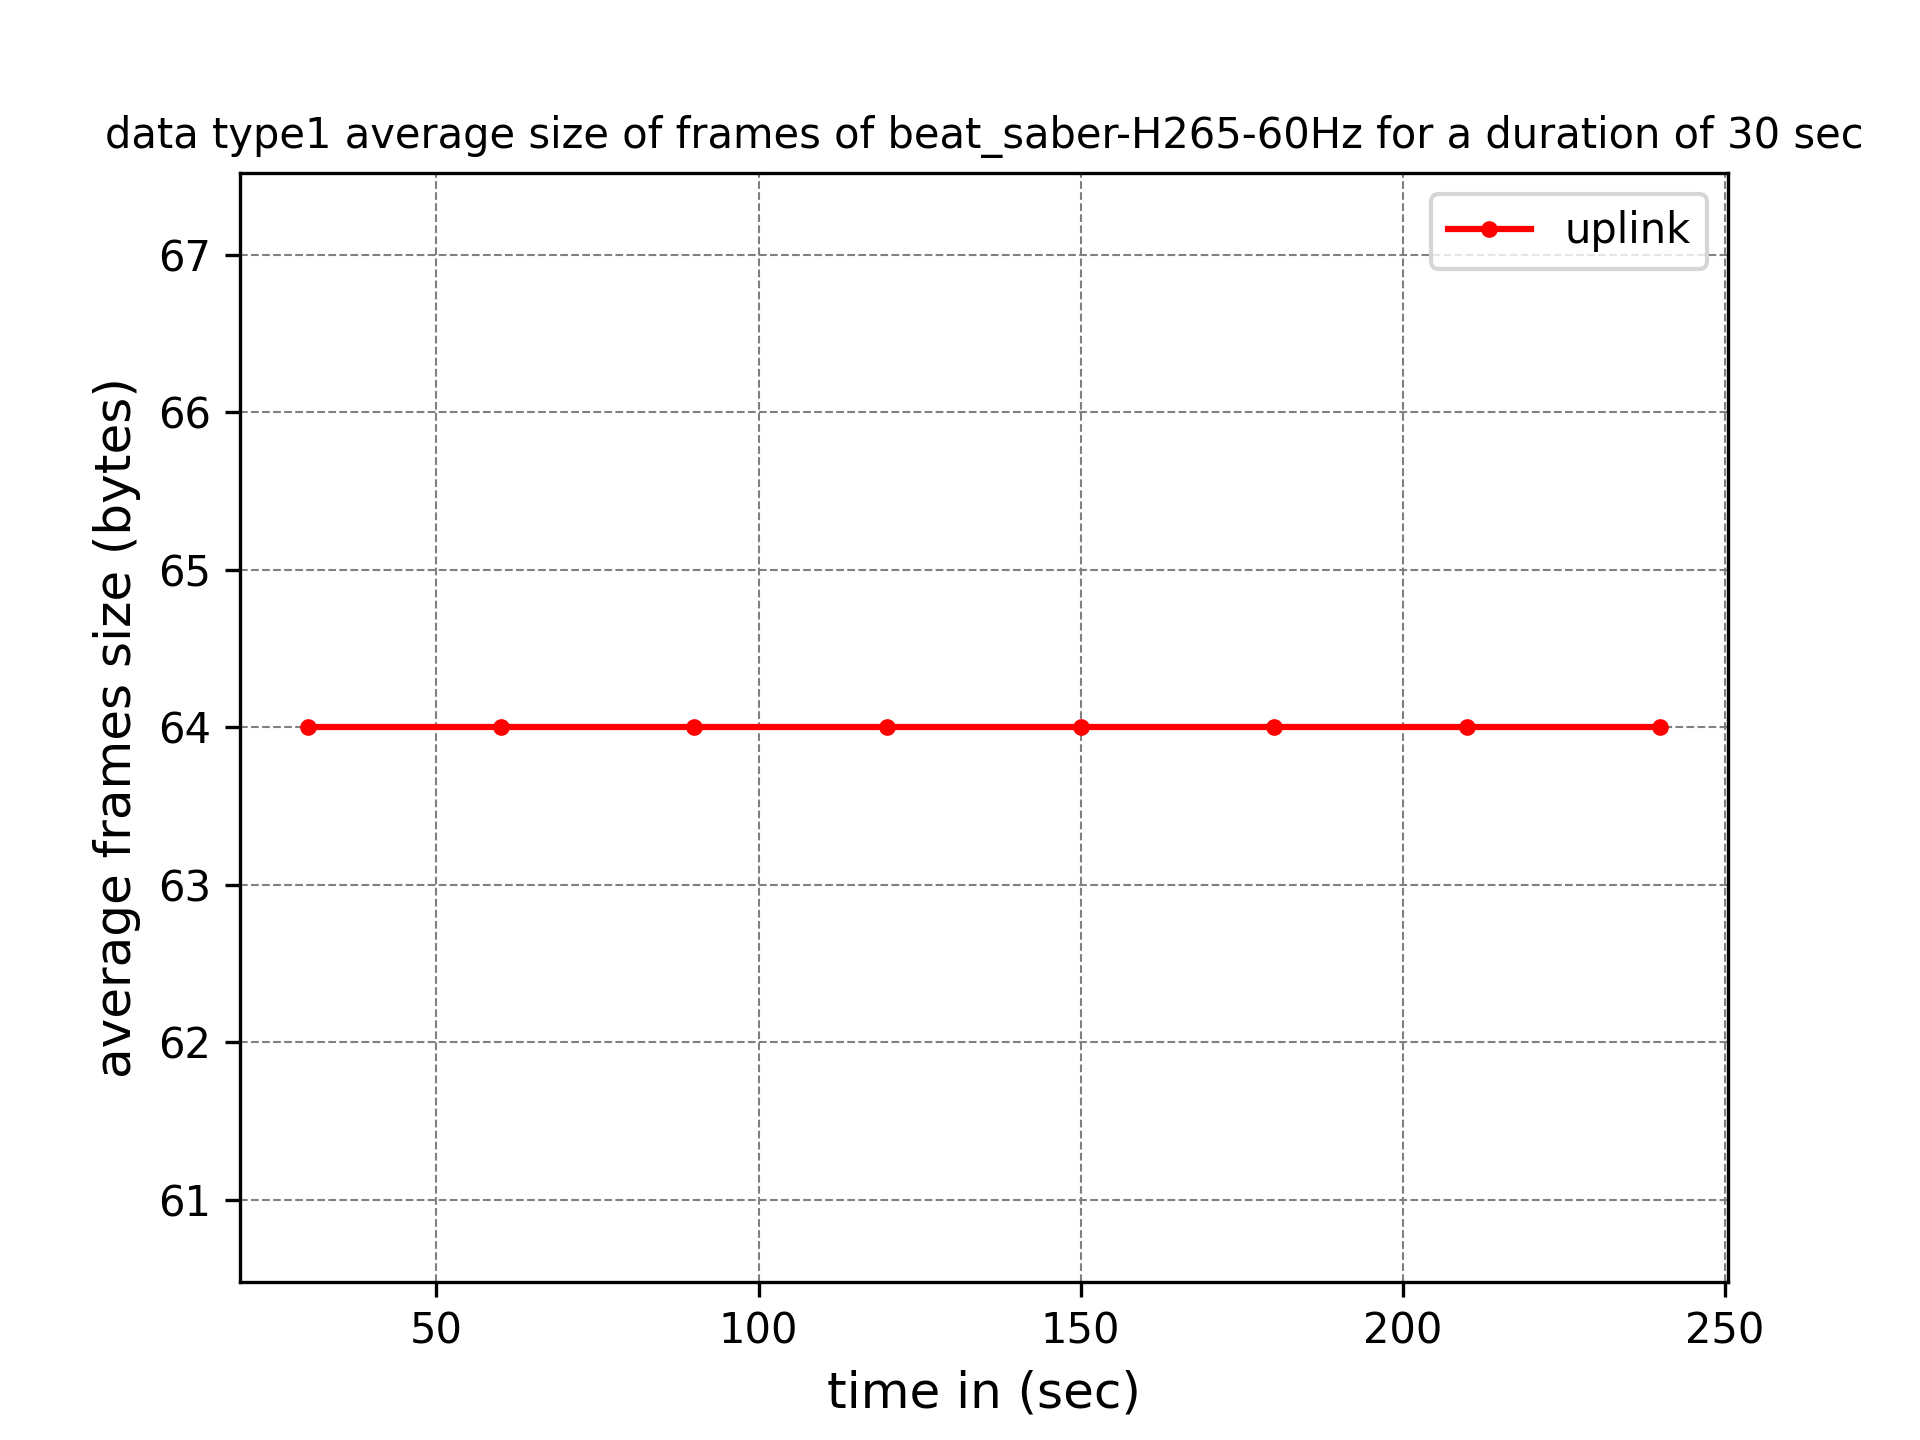 data type1 average size of frames of beat_saber-H265-60Hz for a duration of 30 sec
uplink
average frames size (bytes)
67
66
65
64
63
62
61
50 100 150 200 250
time in (sec)